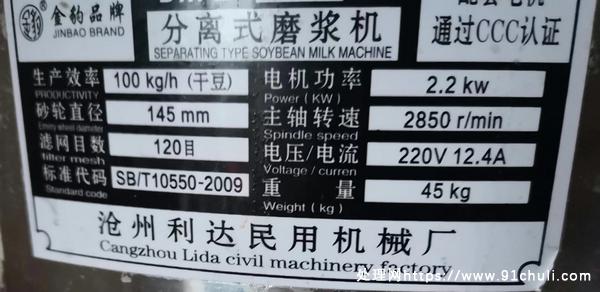 金豹品牌
JINBAO BRAND
分离式磨浆机
SEPARATING TYPE SOYBEAN MILK MACHINE
通过CCC认证
生产效率 100 kg/h (干豆)
PRODUCTIVITY
电机功率 2.2 kw
Power (KW)
砂轮直径 145 mm
Emery wheel diameter
主轴转速 2850 r/min
Spindle speed
滤网目数 120目
filter mesh
电压/电流 220V 12.4A
Voltage / curren
标准代码 SB/T10550-2009
Standard code
重量 45 kg
Weight ( kg )
沧州利达民用机械厂
Cangzhou Lida civil machinery factory
处理网https://www.91chuli.com